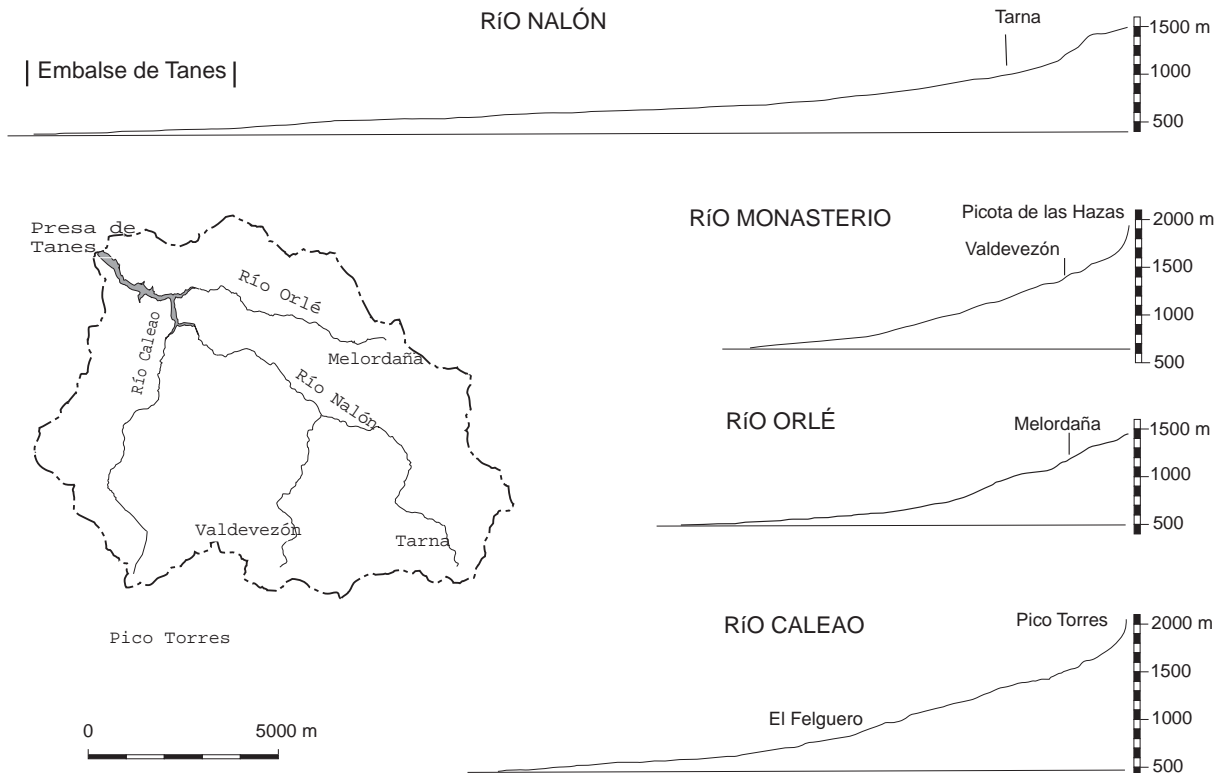 RíO NALÓN
Tarna
1500 m
1000
500
| Embalse de Tanes |
Presa de
Tanes
Río Orlé
Melordaña
Río Caleao
Río Nalón
Valdevezón
Tarna
Pico Torres
0 5000 m
RíO MONASTERIO
Picota de las Hazas
Valdevezón
2000 m
1500
1000
500
RíO ORLÉ
Melordaña
1500 m
1000
500
RíO CALEAO
Pico Torres
El Felguero
2000 m
1500
1000
500